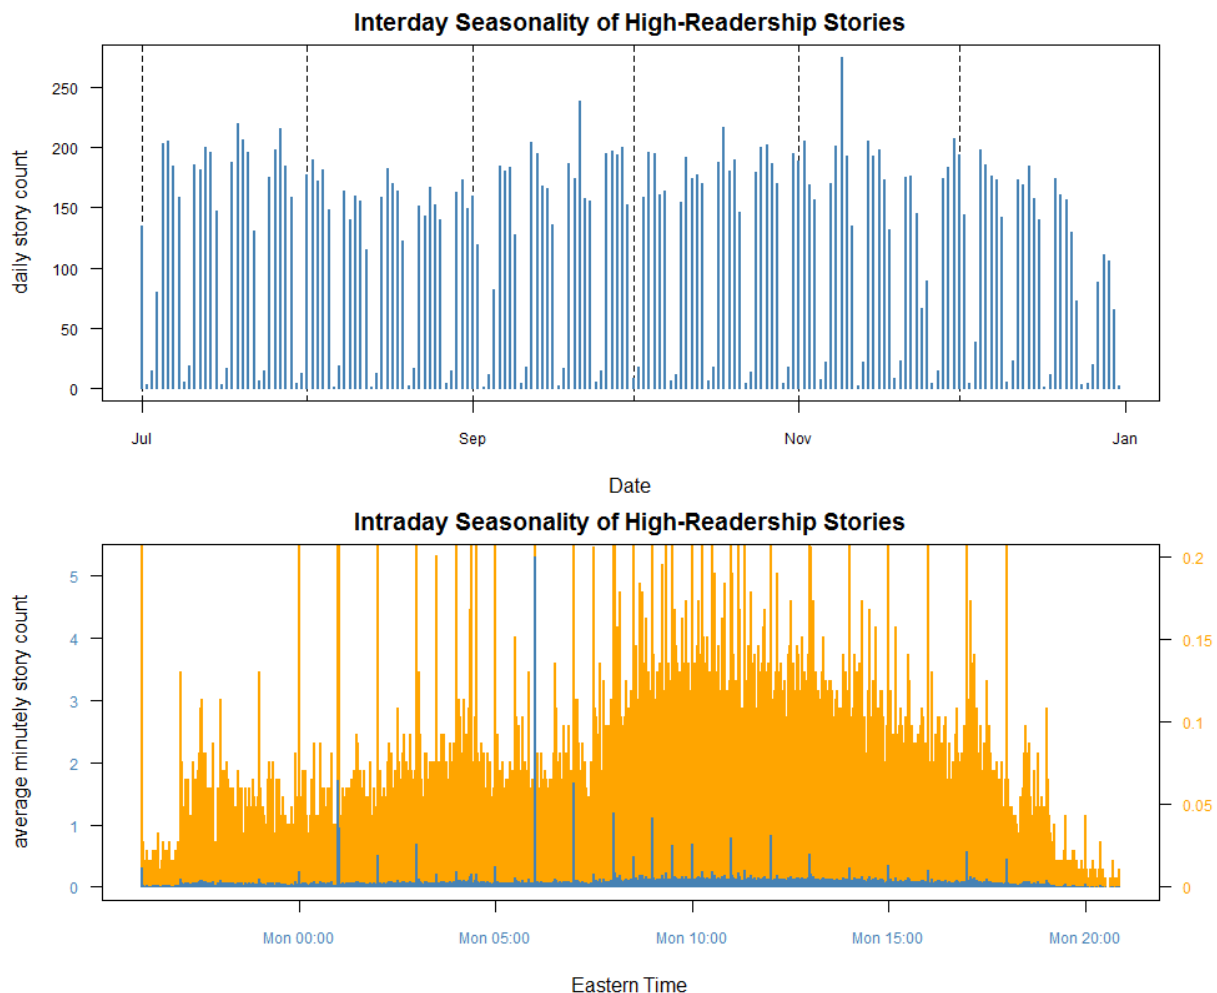 Interday Seasonality of High-Readership Stories
daily story count
250
200
150
100
50
0
Jul Sep Nov Jan
Date
Intraday Seasonality of High-Readership Stories
average minutely story count
5
4
3
2
1
0
0.2
0.15
0.1
0.05
0
Mon 00:00 Mon 05:00 Mon 10:00 Mon 15:00 Mon 20:00
Eastern Time